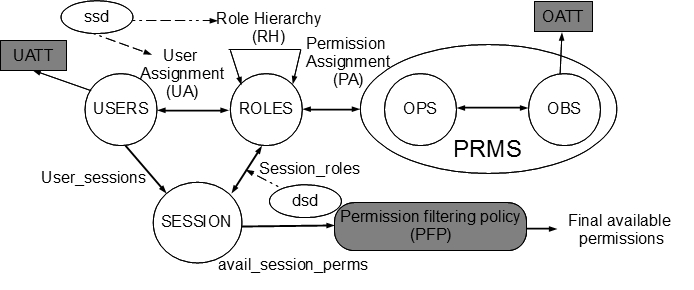 ssd
Role Hierarchy
(RH)
OATT
UATT
User
Assignment
(UA)
Permission
Assignment
(PA)
USERS
ROLES
OPS
OBS
PRMS
User_sessions
Session_roles
dsd
SESSION
Permission filtering policy
(PFP)
Final available
permissions
avail_session_perms